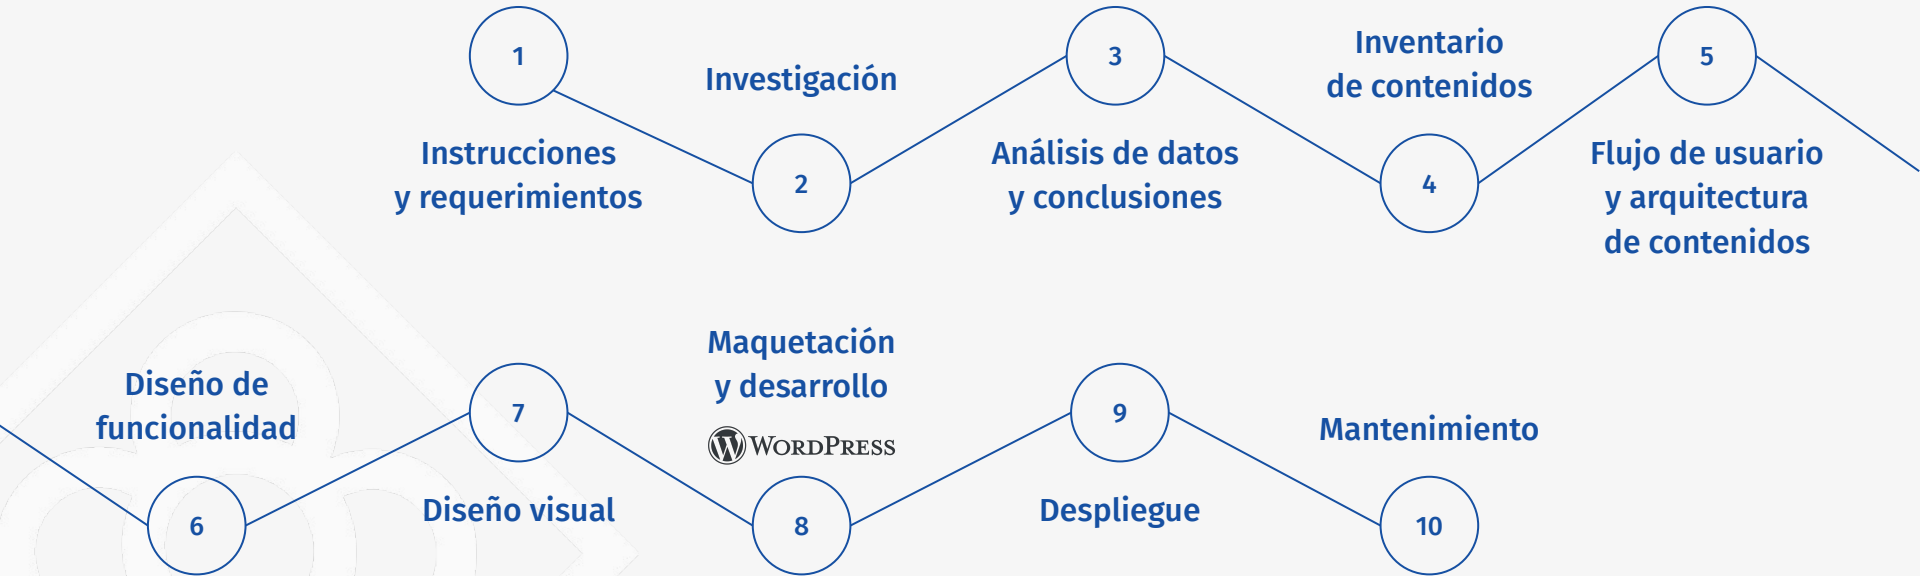 1
Instrucciones
y requerimientos
Investigación
2
3
Análisis de datos
y conclusiones
Inventario
de contenidos
4
5
Flujo de usuario
y arquitectura
de contenidos
Diseño de
funcionalidad
6
7
Diseño visual
Maquetación
y desarrollo
WORDPRESS
8
9
Despliegue
Mantenimiento
10